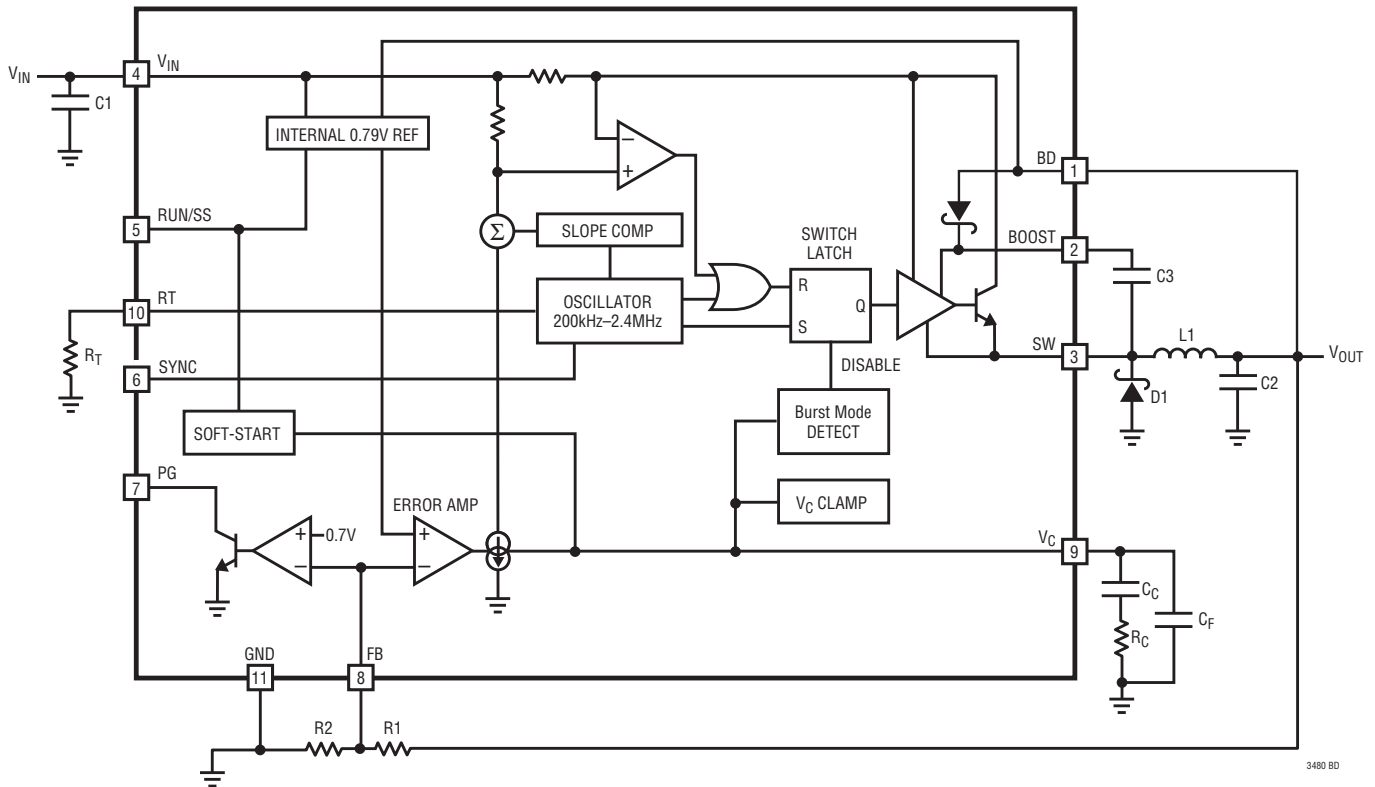 V_IN
4
V_IN
C1
INTERNAL 0.79V REF
–
+
BD
1
5
RUN/SS
Σ
SLOPE COMP
SWITCH
LATCH
BOOST
2
C3
10
RT
OSCILLATOR
200kHz–2.4MHz
R
Q
S
R_T
6
SYNC
SW
3
L1
V_OUT
DISABLE
D1
C2
SOFT-START
Burst Mode
DETECT
7
PG
V_C CLAMP
ERROR AMP
+
0.7V
–
+
–
V_C
9
C_C
C_F
R_C
GND
11
FB
8
R2
R1
3480 BD